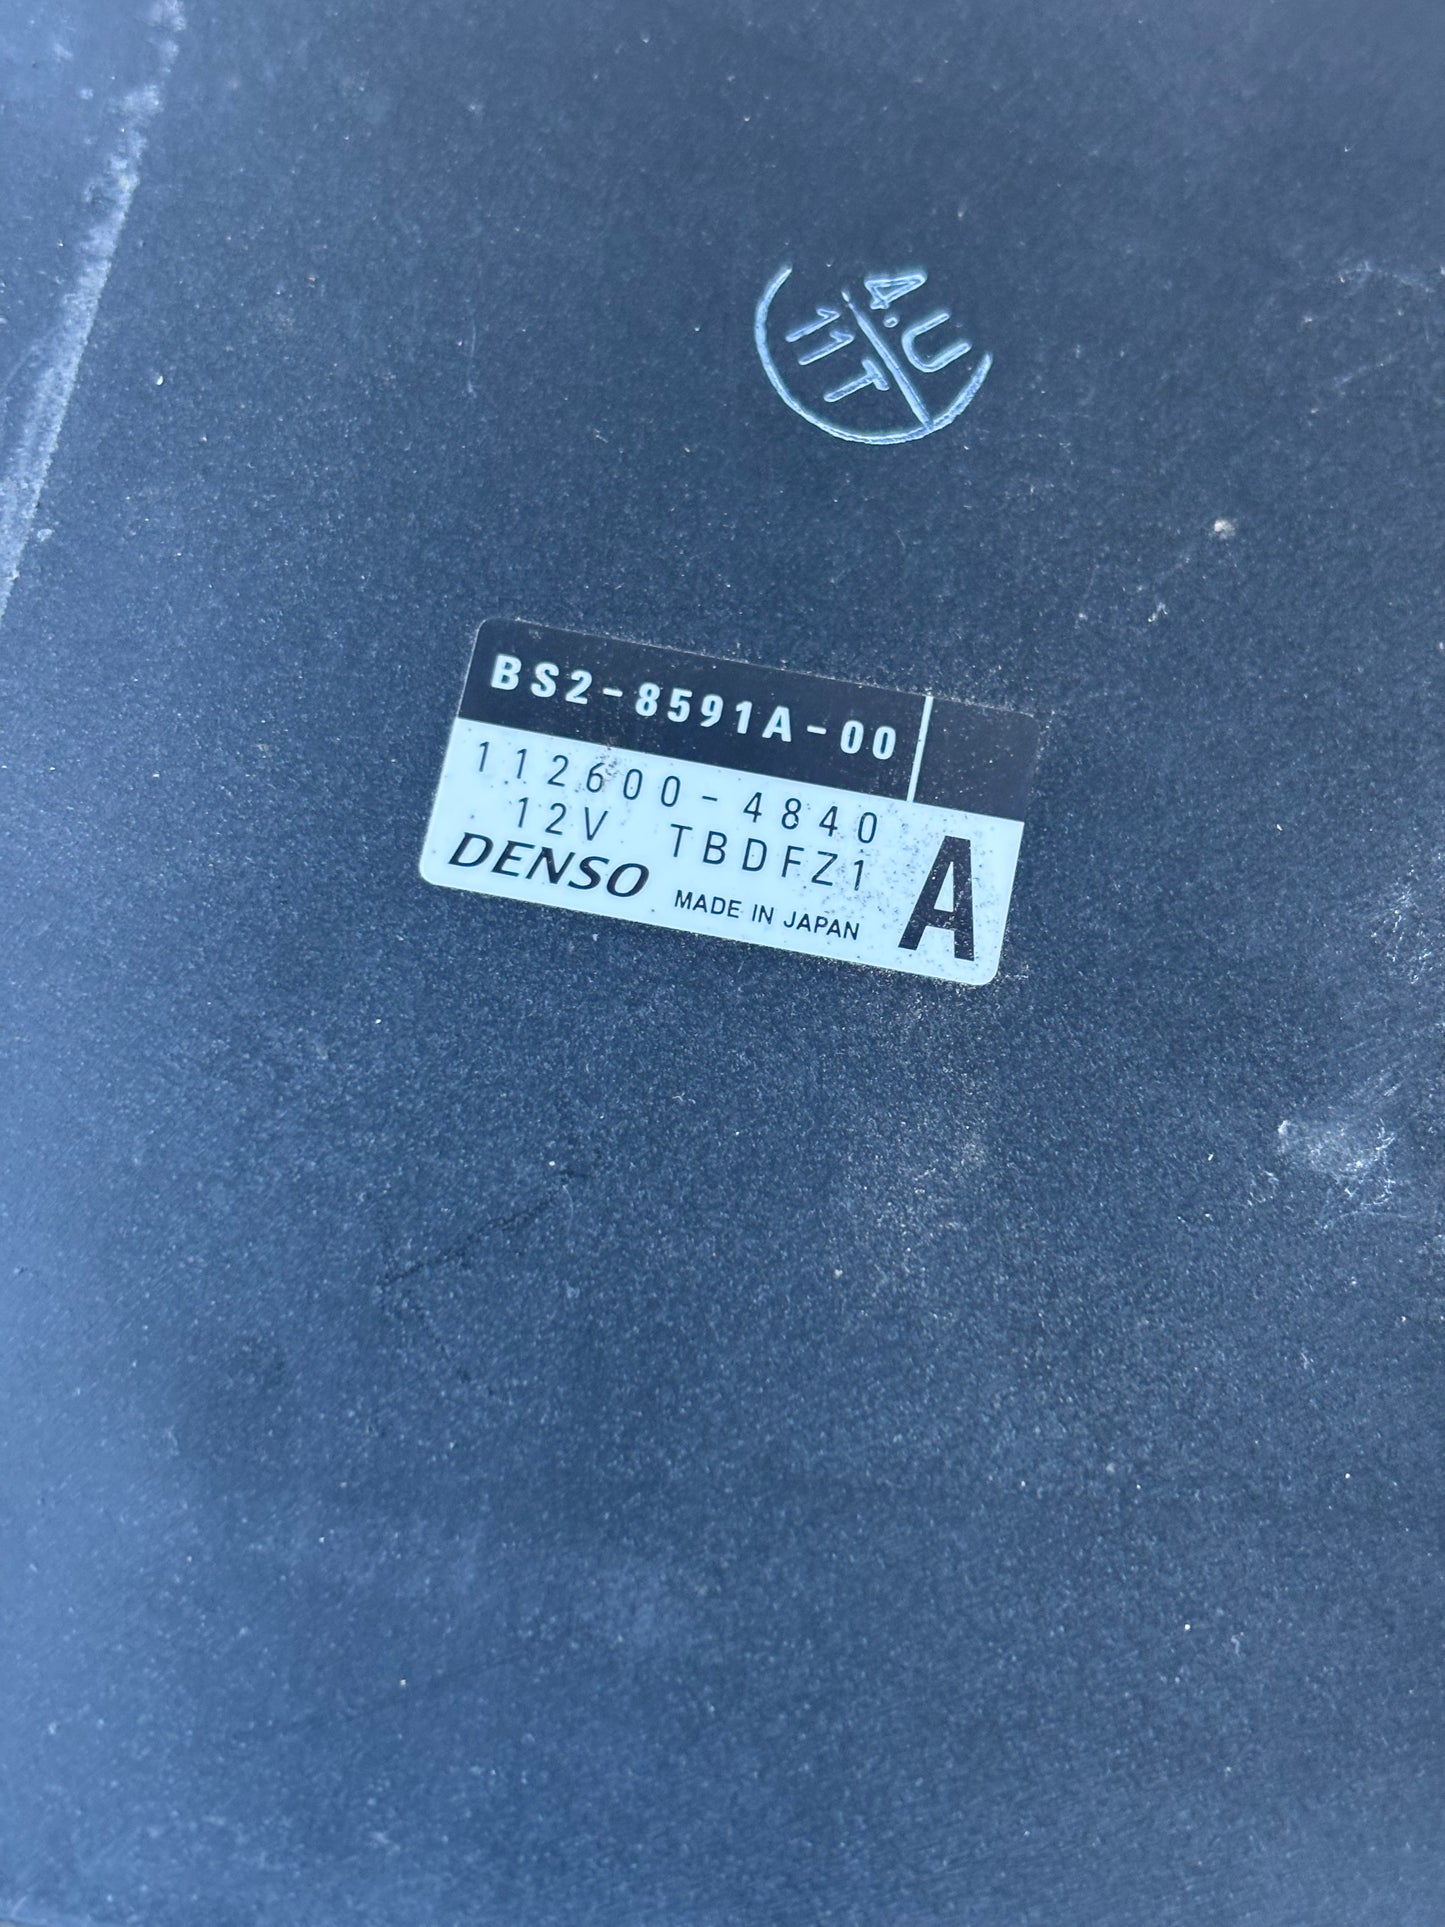 4.U
11T
BS2-8591A-00
112600-4840
12V TBDFZ1
A
DENSO MADE IN JAPAN